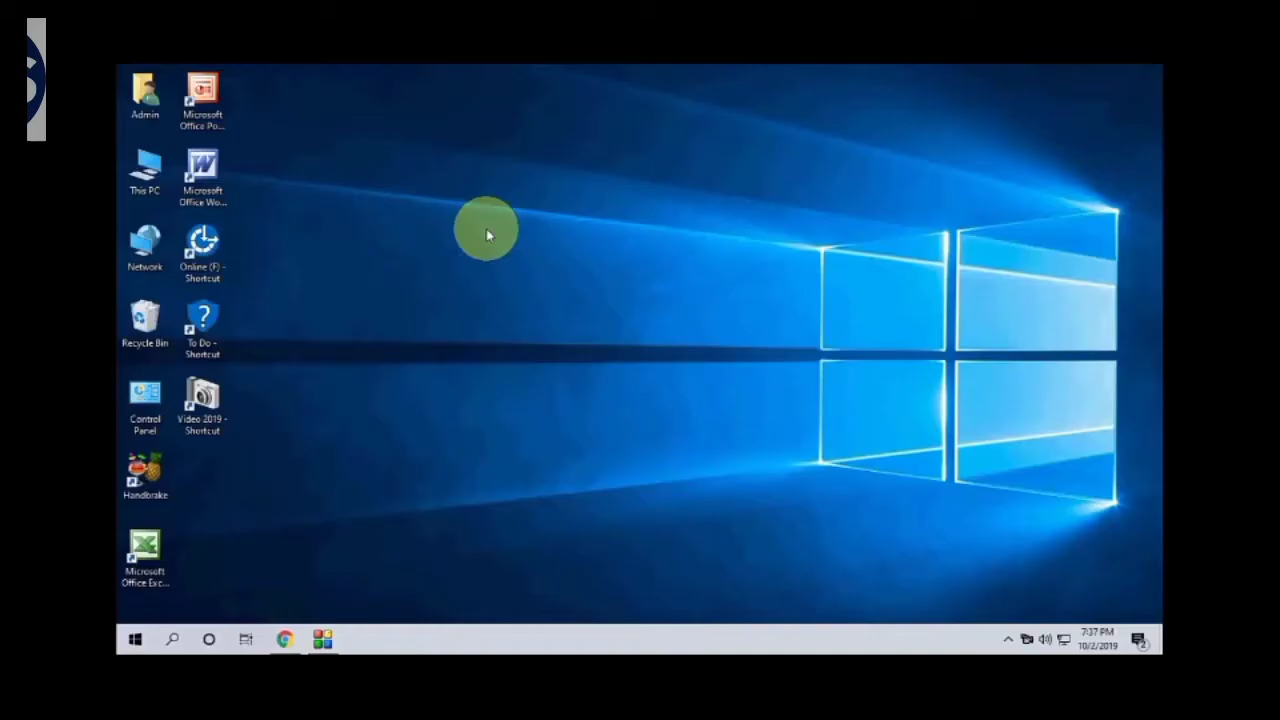 Admin
Microsoft
Office Po...
This PC
Microsoft
Office Wo...
Network
Online (F) -
Shortcut
Recycle Bin
To Do -
Shortcut
Control
Panel
Video 2019 -
Shortcut
Handbrake
Microsoft
Office Exc...
7:37 PM
10/2/2019
2